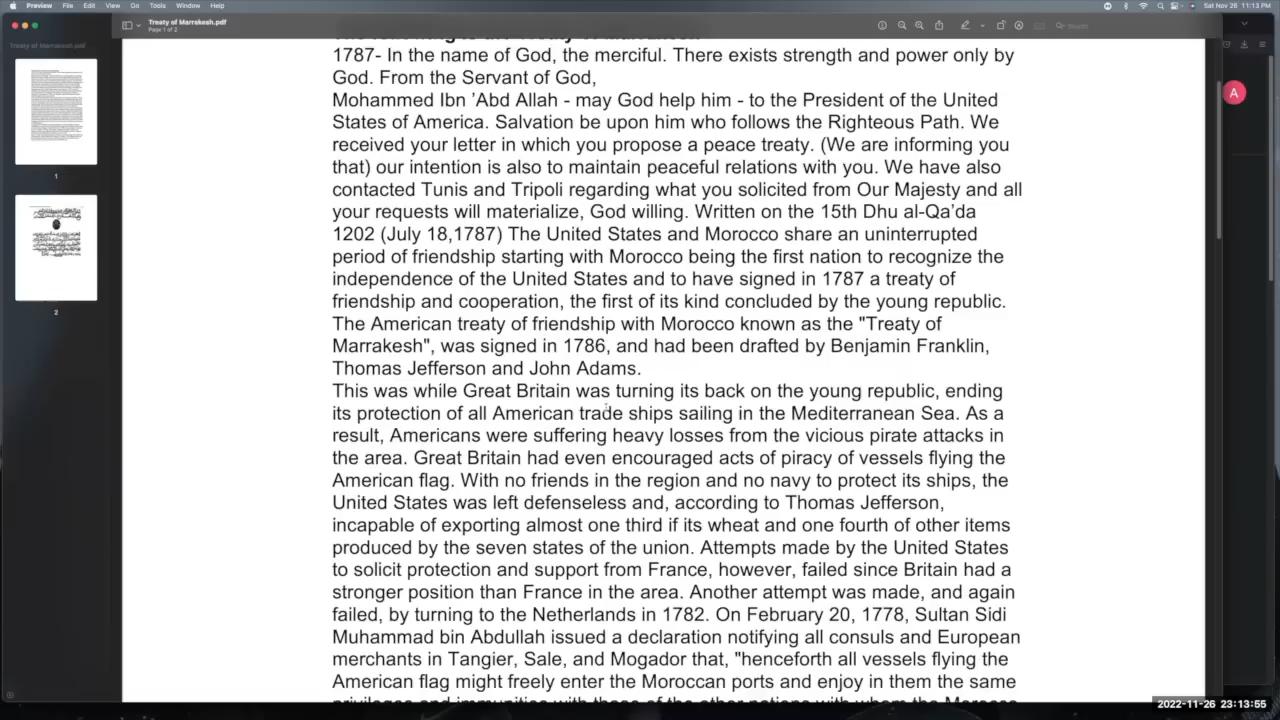 Preview File Edit View Go Tools Window Help
Sat Nov 26 11:13 PM
Treaty of Marrakesh.pdf
Page 1 of 2
Search
Treaty of Marrakesh.pdf
1
2
A
1787- In the name of God, the merciful. There exists strength and power only by
God. From the Servant of God,
Mohammed Ibn 'Abd Allah - may God help him - to the President of the United
States of America. Salvation be upon him who follows the Righteous Path. We
received your letter in which you propose a peace treaty. (We are informing you
that) our intention is also to maintain peaceful relations with you. We have also
contacted Tunis and Tripoli regarding what you solicited from Our Majesty and all
your requests will materialize, God willing. Written on the 15th Dhu al-Qa'da
1202 (July 18,1787) The United States and Morocco share an uninterrupted
period of friendship starting with Morocco being the first nation to recognize the
independence of the United States and to have signed in 1787 a treaty of
friendship and cooperation, the first of its kind concluded by the young republic.
The American treaty of friendship with Morocco known as the "Treaty of
Marrakesh", was signed in 1786, and had been drafted by Benjamin Franklin,
Thomas Jefferson and John Adams.
This was while Great Britain was turning its back on the young republic, ending
its protection of all American trade ships sailing in the Mediterranean Sea. As a
result, Americans were suffering heavy losses from the vicious pirate attacks in
the area. Great Britain had even encouraged acts of piracy of vessels flying the
American flag. With no friends in the region and no navy to protect its ships, the
United States was left defenseless and, according to Thomas Jefferson,
incapable of exporting almost one third if its wheat and one fourth of other items
produced by the seven states of the union. Attempts made by the United States
to solicit protection and support from France, however, failed since Britain had a
stronger position than France in the area. Another attempt was made, and again
failed, by turning to the Netherlands in 1782. On February 20, 1778, Sultan Sidi
Muhammad bin Abdullah issued a declaration notifying all consuls and European
merchants in Tangier, Sale, and Mogador that, "henceforth all vessels flying the
American flag might freely enter the Moroccan ports and enjoy in them the same
privileges and immunities with those of the other nations with whom the Morocco
2022-11-26 23:13:55